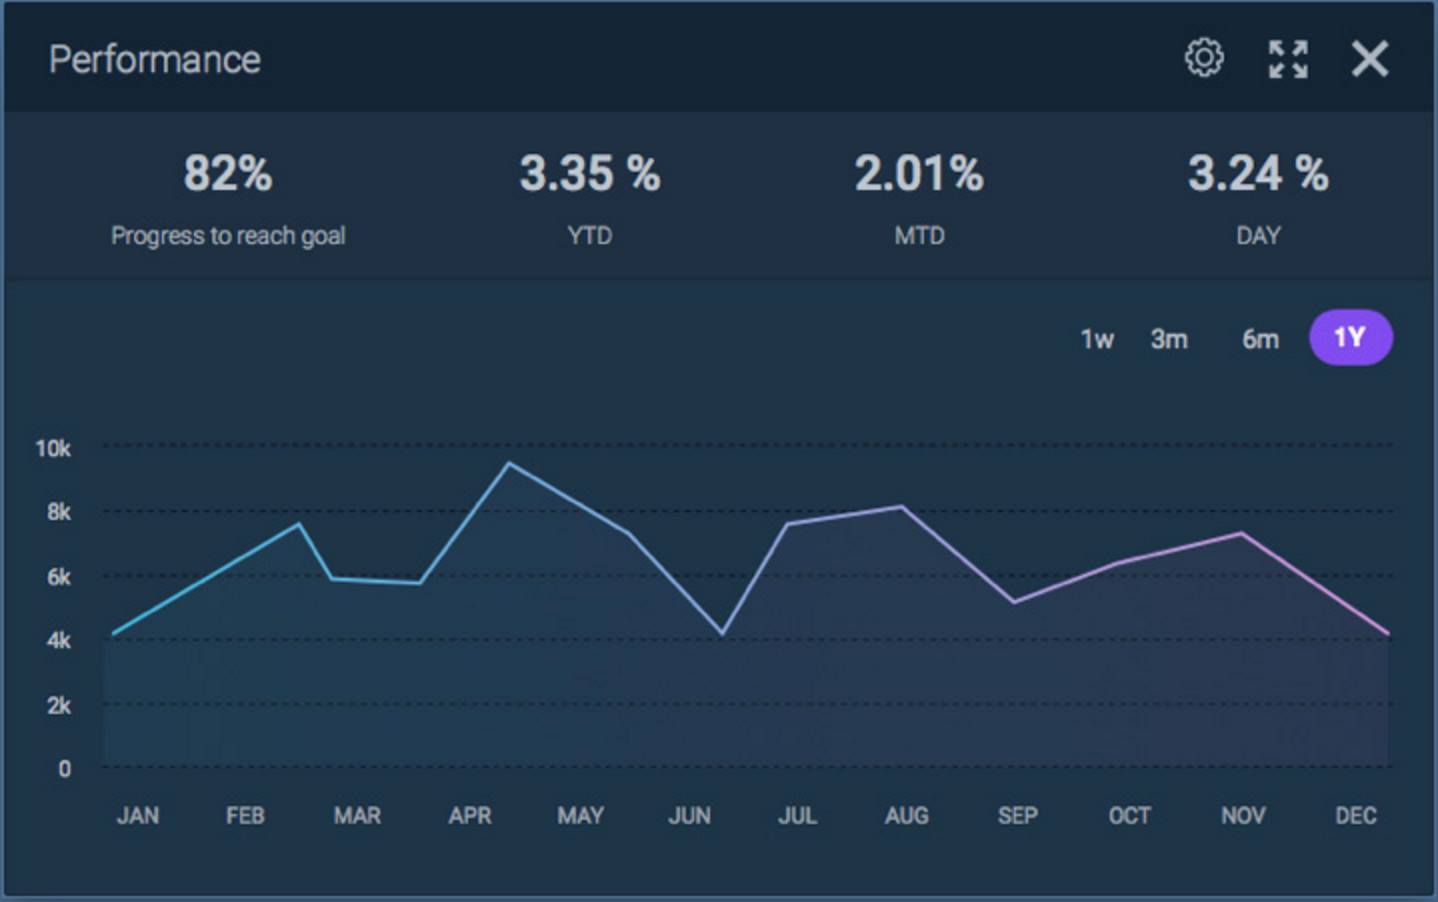 Performance
82% 3.35 % 2.01% 3.24 %
Progress to reach goal YTD MTD DAY
1w 3m 6m 1Y
10k
8k
6k
4k
2k
0
JAN FEB MAR APR MAY JUN JUL AUG SEP OCT NOV DEC